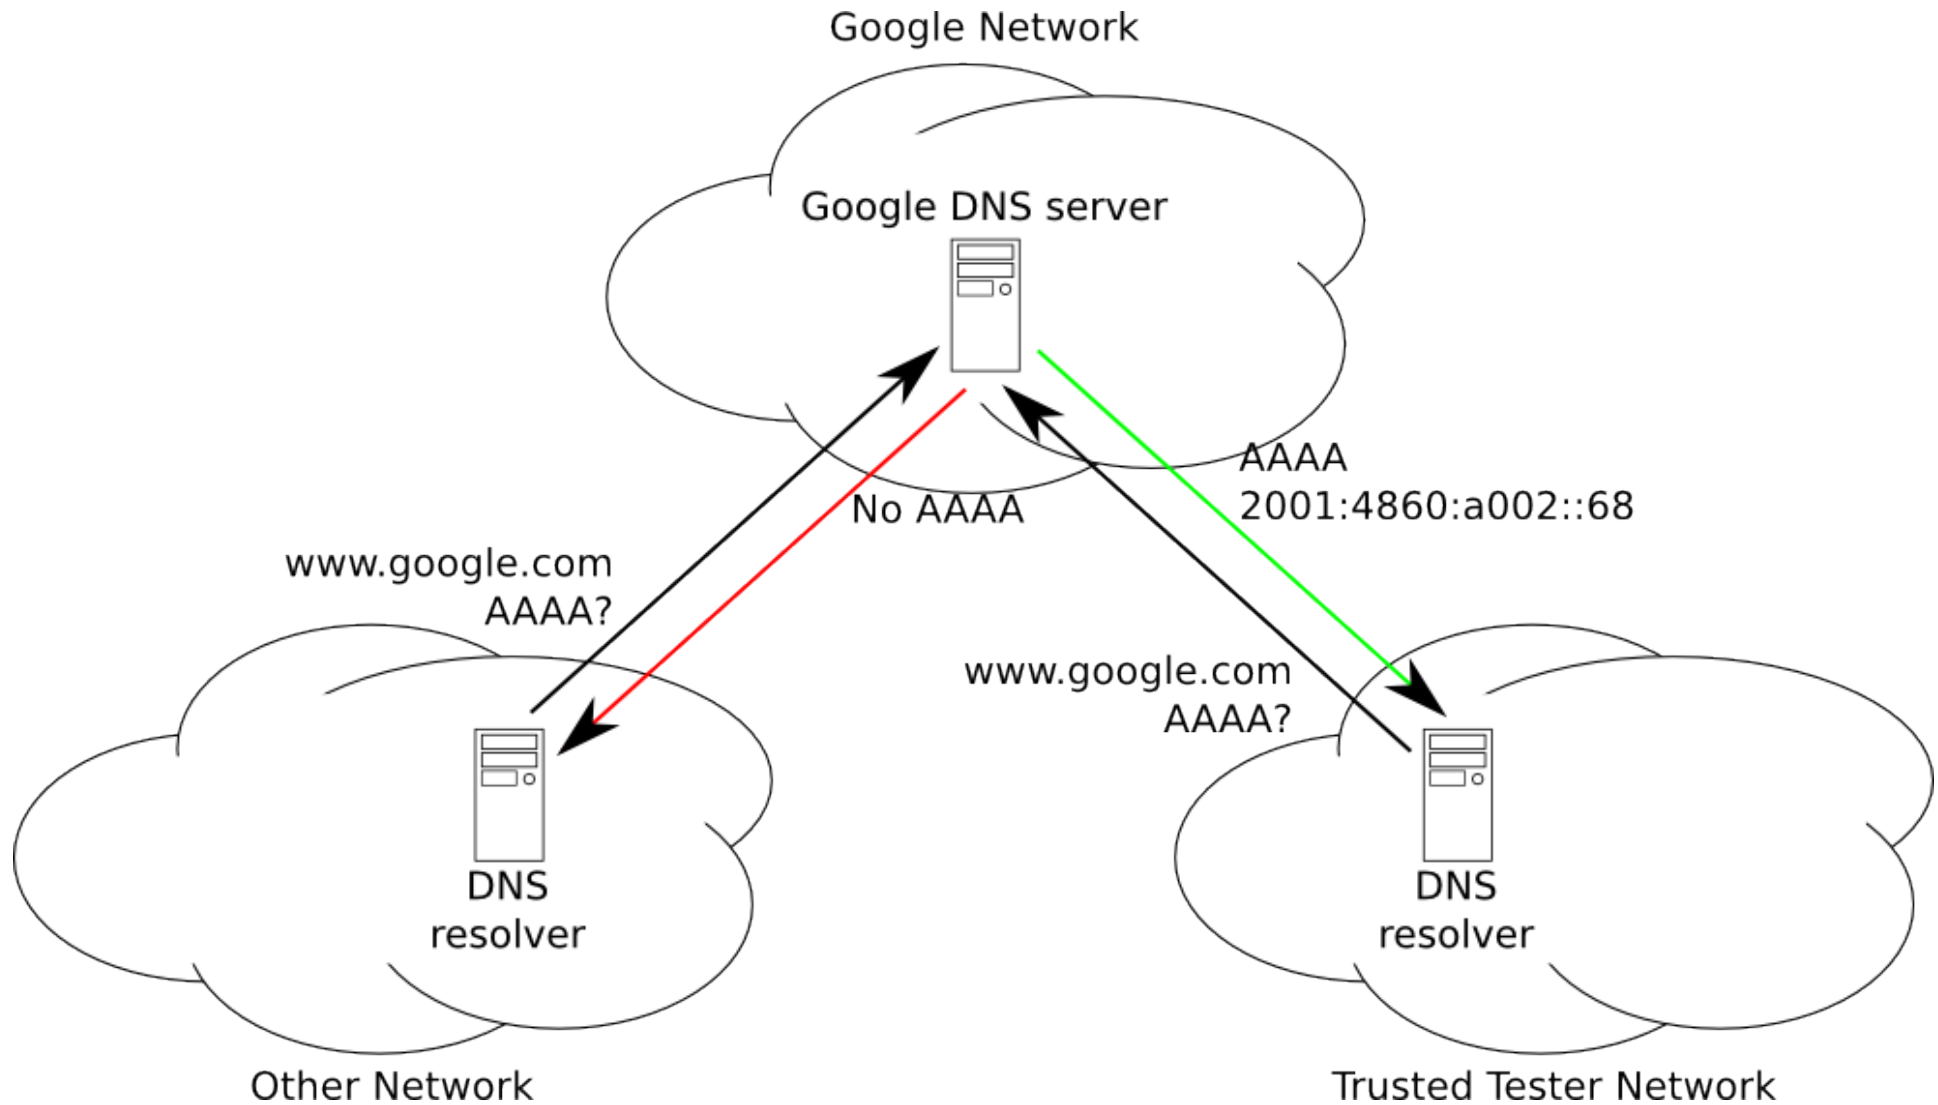 Google Network
Google DNS server
AAAA
2001:4860:a002::68
No AAAA
www.google.com
AAAA?
www.google.com
AAAA?
DNS
resolver
DNS
resolver
Other Network
Trusted Tester Network